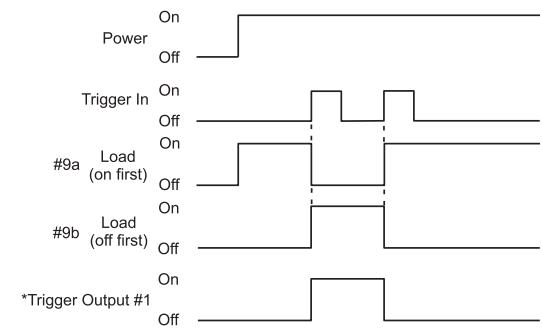 On
Power
Off
On
Trigger In
Off
On
#9a Load
(on first)
Off
On
#9b Load
(off first)
Off
On
*Trigger Output #1
Off